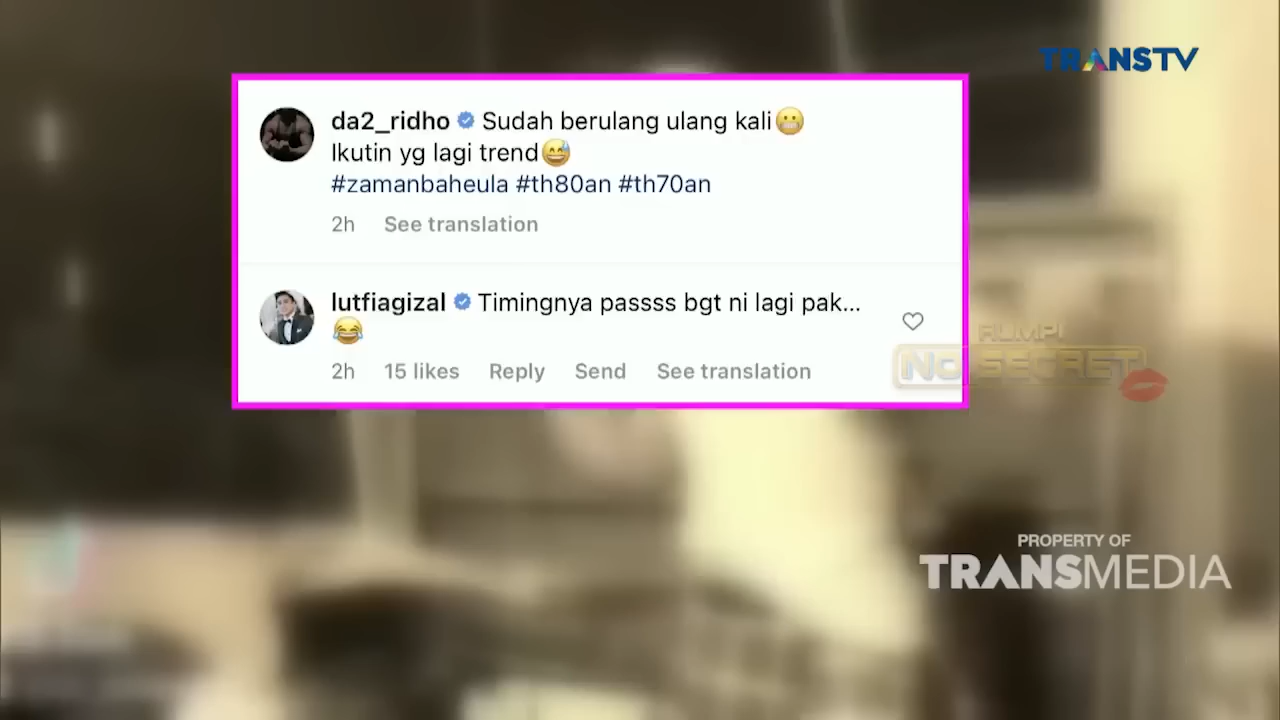 TRANSTV
da2_ridho Sudah berulang ulang kali😬
Ikutin yg lagi trend😅
#zamanbaheula #th80an #th70an
2h See translation
lutfiagizal Timingnya passss bgt ni lagi pak...
😂
2h 15 likes Reply Send See translation
RUMPI
NO SECRET
PROPERTY OF
TRANSMEDIA